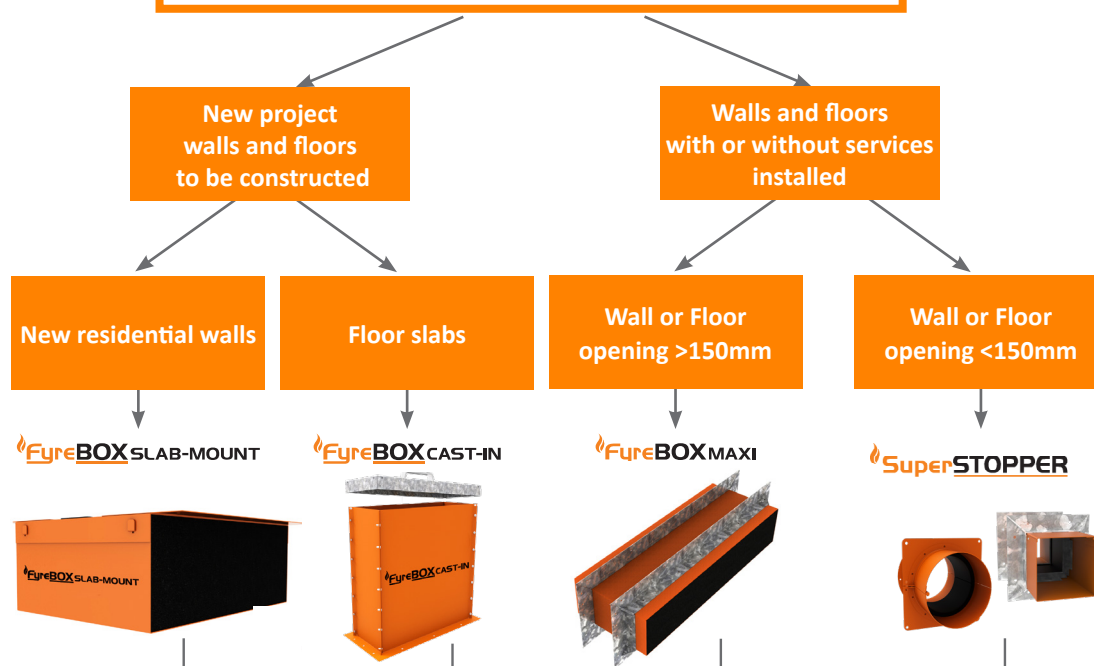 New project
walls and floors
to be constructed
Walls and floors
with or without services
installed
New residential walls
Floor slabs
Wall or Floor
opening >150mm
Wall or Floor
opening <150mm
FyreBOX SLAB-MOUNT
FyreBOX CAST-IN
FyreBOX MAXI
SuperSTOPPER
FyreBOX SLAB-MOUNT
FyreBOX CAST-IN